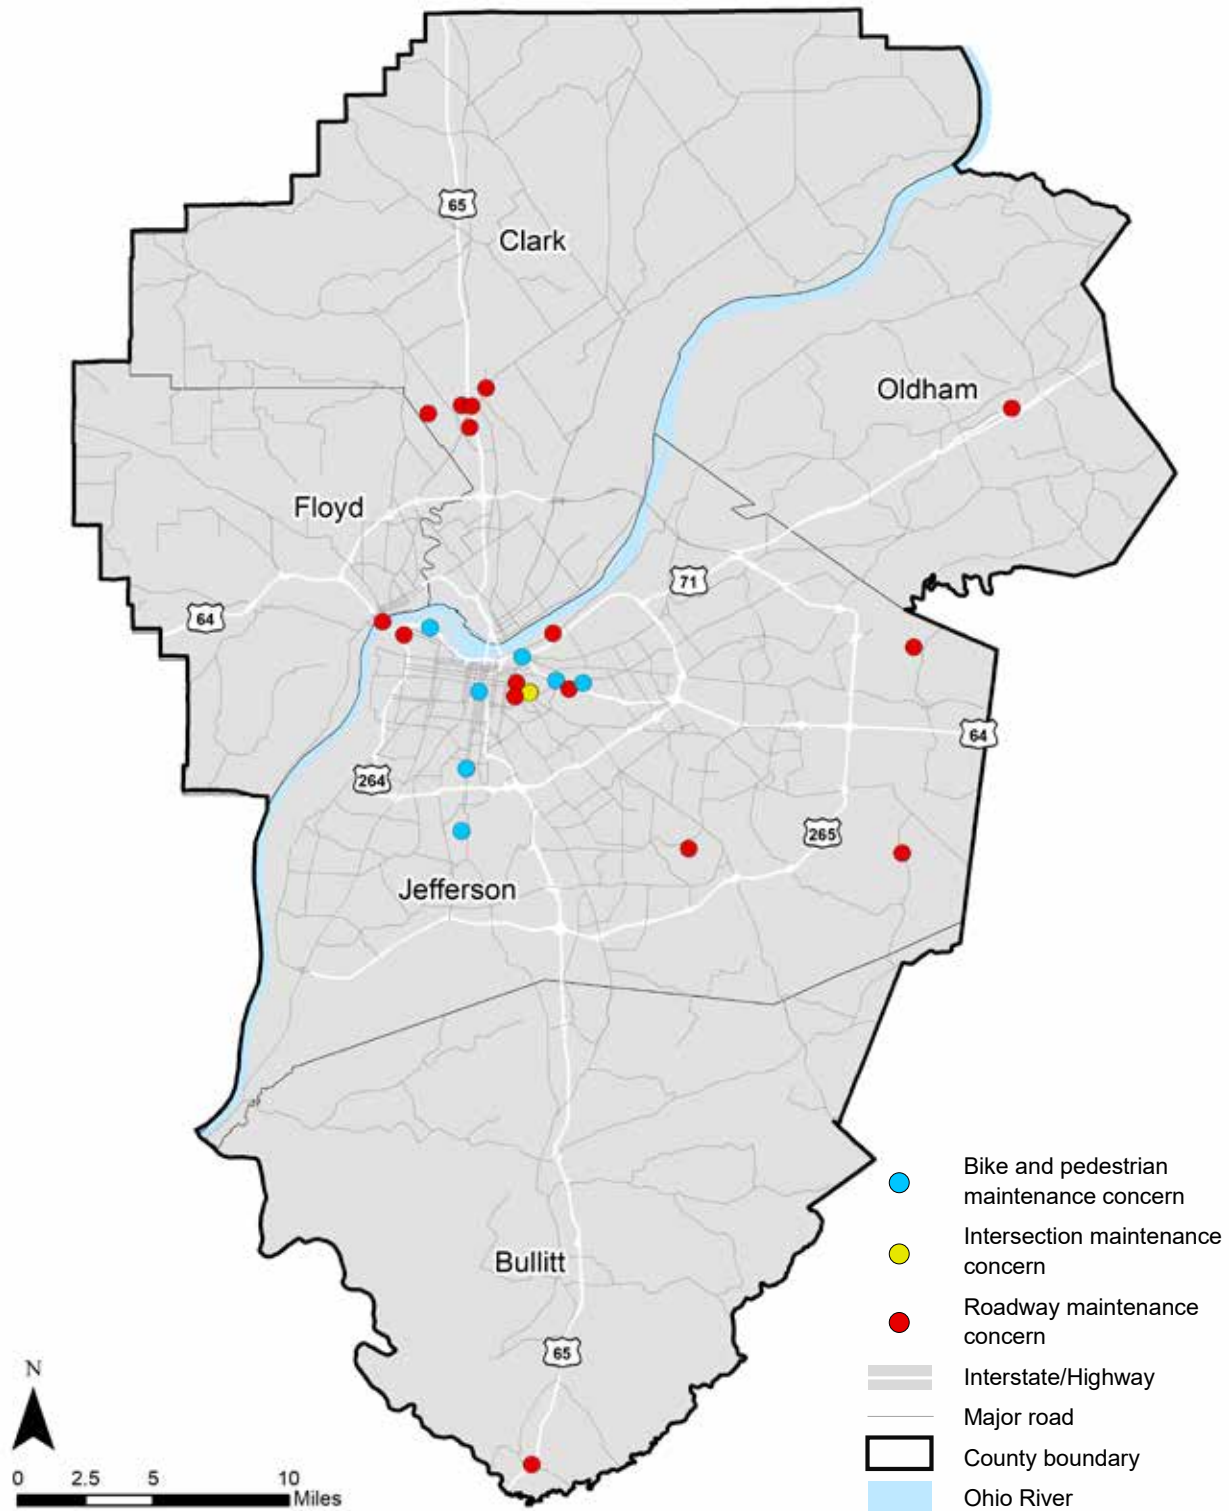 65
Clark
Oldham
Floyd
71
64
64
264
265
Jefferson
Bullitt
65
Bike and pedestrian
maintenance concern
Intersection maintenance
concern
Roadway maintenance
concern
Interstate/Highway
Major road
County boundary
Ohio River
N
0 2.5 5 10
Miles